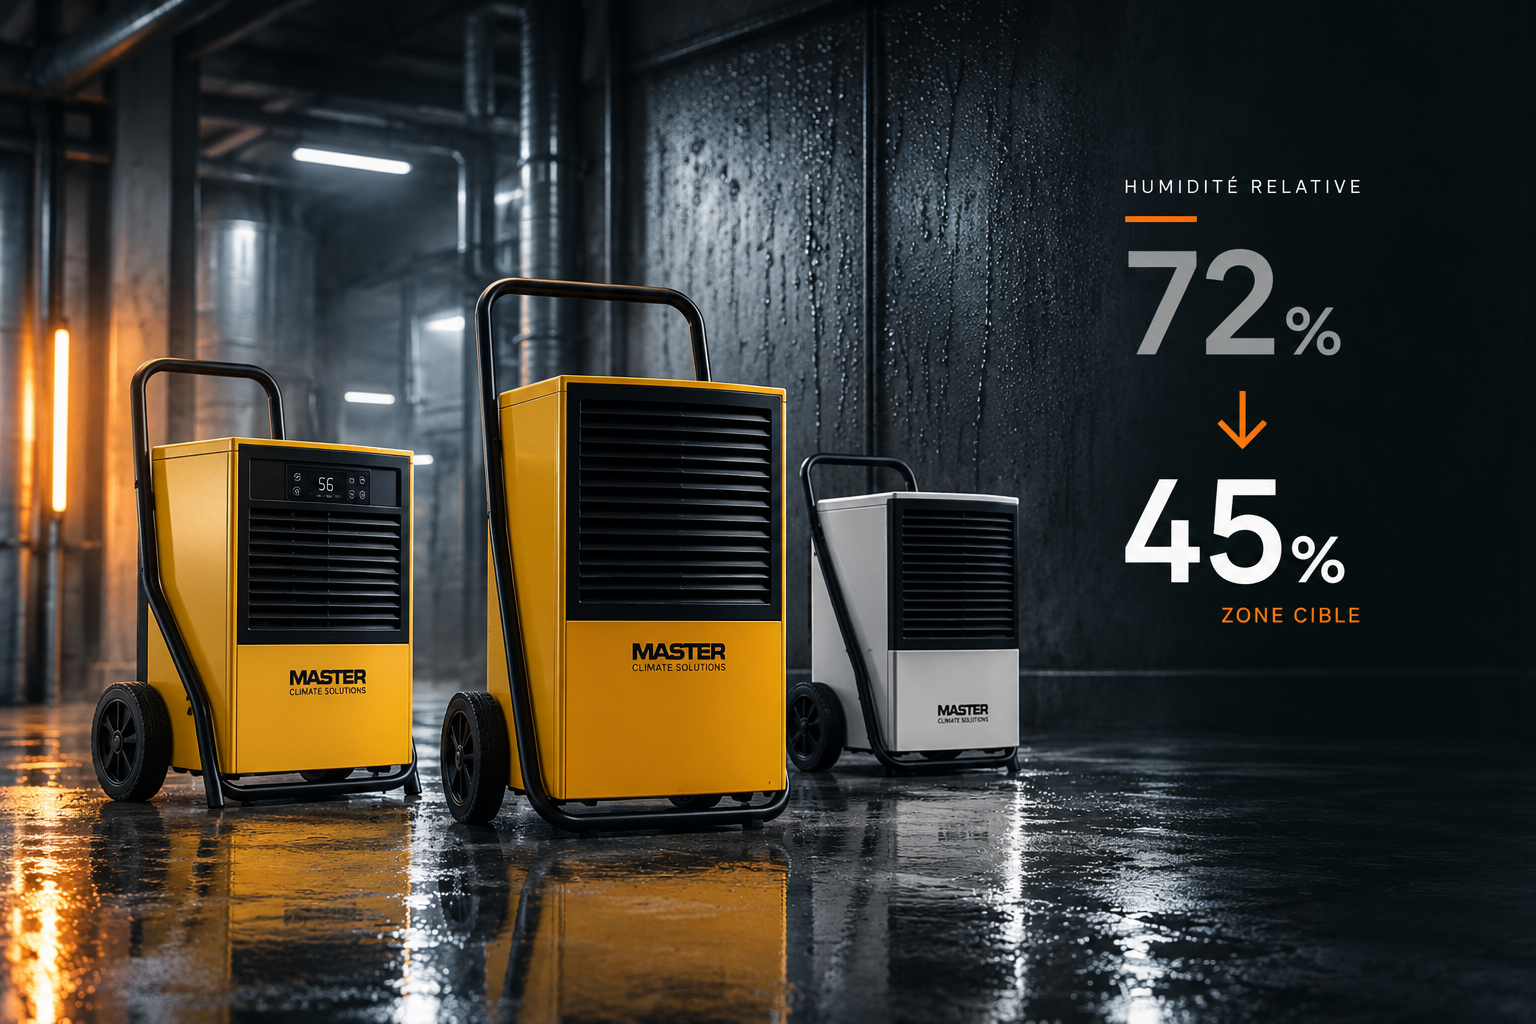 HUMIDITÉ RELATIVE
72%
45%
ZONE CIBLE
56
MASTER
CLIMATE SOLUTIONS
MASTER
CLIMATE SOLUTIONS
MASTER
CLIMATE SOLUTIONS